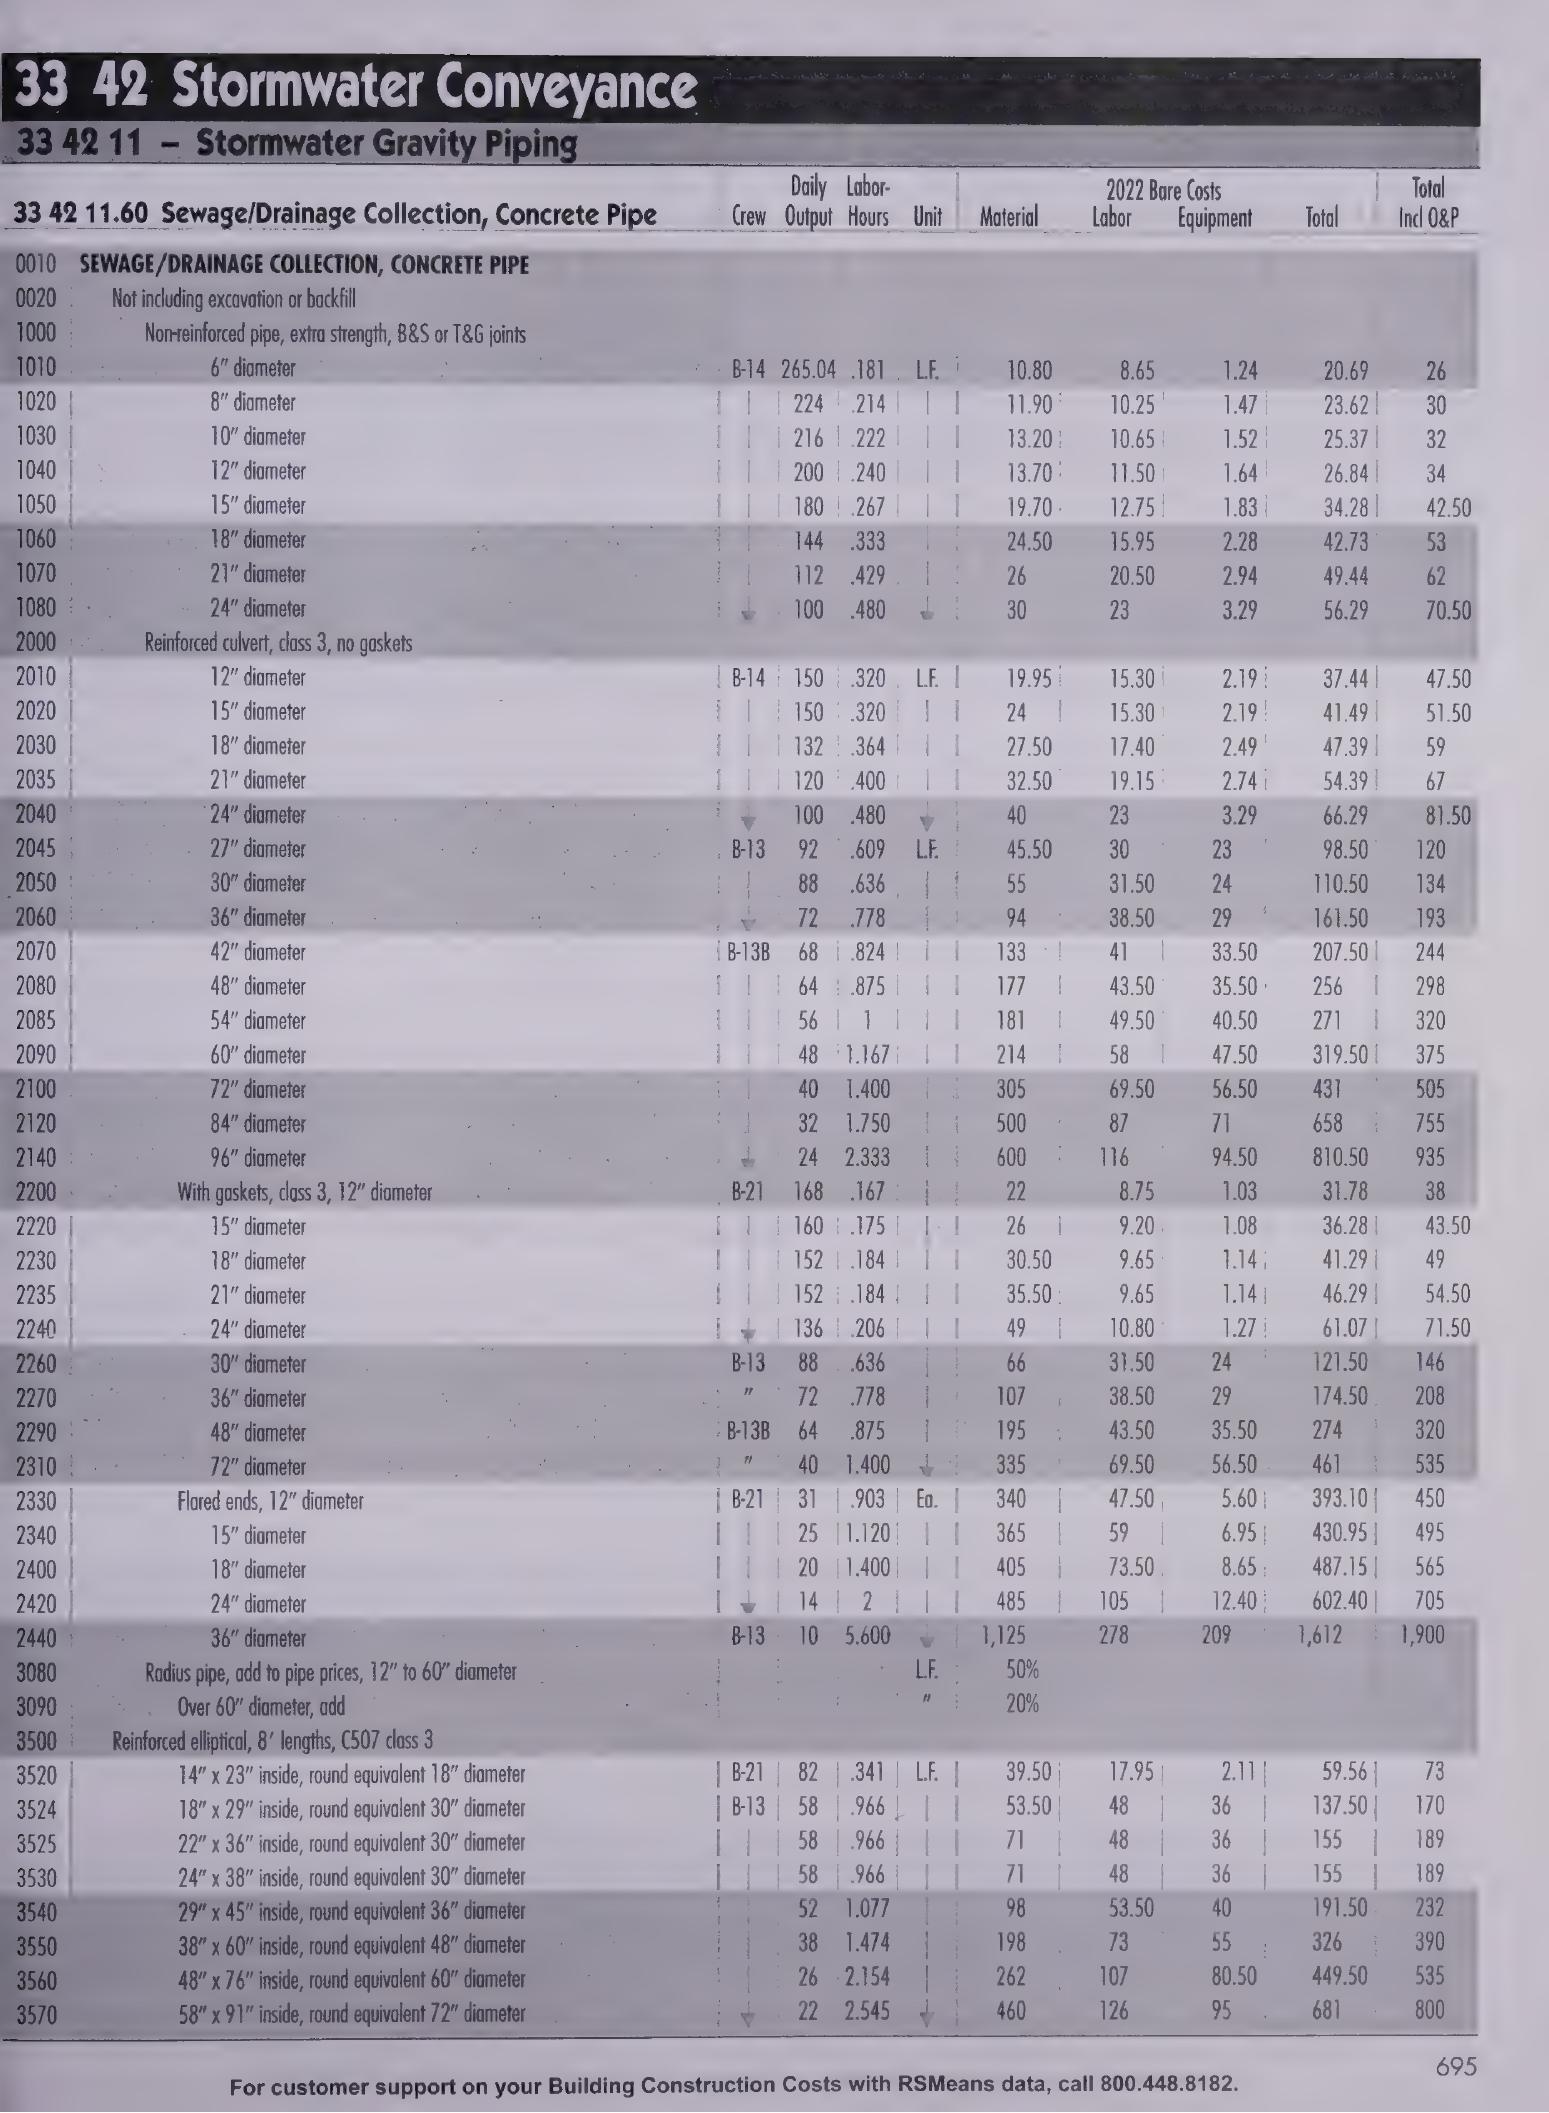 33 42 Stormwater Conveyance
33 42 11 – Stormwater Gravity Piping
33 42 11.60 Sewage/Drainage Collection, Concrete Pipe Crew Daily Output Labor-Hours Unit Material Labor Equipment Total Total Incl O&P
2022 Bare Costs
0010 SEWAGE/DRAINAGE COLLECTION, CONCRETE PIPE
0020 Not including excavation or backfill
1000 Non-reinforced pipe, extra strength, B&S or T&G joints
1010 6" diameter B-14 265.04 .181 L.F. 10.80 8.65 1.24 20.69 26
1020 8" diameter 224 .214 11.90 10.25 1.47 23.62 30
1030 10" diameter 216 .222 13.20 10.65 1.52 25.37 32
1040 12" diameter 200 .240 13.70 11.50 1.64 26.84 34
1050 15" diameter 180 .267 19.70 12.75 1.83 34.28 42.50
1060 18" diameter 144 .333 24.50 15.95 2.28 42.73 53
1070 21" diameter 112 .429 26 20.50 2.94 49.44 62
1080 24" diameter 100 .480 30 23 3.29 56.29 70.50
2000 Reinforced culvert, class 3, no gaskets
2010 12" diameter B-14 150 .320 L.F. 19.95 15.30 2.19 37.44 47.50
2020 15" diameter 150 .320 24 15.30 2.19 41.49 51.50
2030 18" diameter 132 .364 27.50 17.40 2.49 47.39 59
2035 21" diameter 120 .400 32.50 19.15 2.74 54.39 67
2040 24" diameter 100 .480 40 23 3.29 66.29 81.50
2045 27" diameter B-13 92 .609 L.F. 45.50 30 23 98.50 120
2050 30" diameter 88 .636 55 31.50 24 110.50 134
2060 36" diameter 72 .778 94 38.50 29 161.50 193
2070 42" diameter B-13B 68 .824 133 41 33.50 207.50 244
2080 48" diameter 64 .875 177 43.50 35.50 256 298
2085 54" diameter 56 1 181 49.50 40.50 271 320
2090 60" diameter 48 1.167 214 58 47.50 319.50 375
2100 72" diameter 40 1.400 305 69.50 56.50 431 505
2120 84" diameter 32 1.750 500 87 71 658 755
2140 96" diameter 24 2.333 600 116 94.50 810.50 935
2200 With gaskets, class 3, 12" diameter B-21 168 .167 22 8.75 1.03 31.78 38
2220 15" diameter 160 .175 26 9.20 1.08 36.28 43.50
2230 18" diameter 152 .184 30.50 9.65 1.14 41.29 49
2235 21" diameter 152 .184 35.50 9.65 1.14 46.29 54.50
2240 24" diameter 136 .206 49 10.80 1.27 61.07 71.50
2260 30" diameter B-13 88 .636 66 31.50 24 121.50 146
2270 36" diameter " 72 .778 107 38.50 29 174.50 208
2290 48" diameter B-13B 64 .875 195 43.50 35.50 274 320
2310 72" diameter " 40 1.400 335 69.50 56.50 461 535
2330 Flared ends, 12" diameter B-21 31 .903 Ea. 340 47.50 5.60 393.10 450
2340 15" diameter 25 1.120 365 59 6.95 430.95 495
2400 18" diameter 20 1.400 405 73.50 8.65 487.15 565
2420 24" diameter 14 2 485 105 12.40 602.40 705
2440 36" diameter B-13 10 5.600 1,125 278 209 1,612 1,900
3080 Radius pipe, add to pipe prices, 12" to 60" diameter L.F. 50%
3090 Over 60" diameter, add " 20%
3500 Reinforced elliptical, 8' lengths, C507 class 3
3520 14" x 23" inside, round equivalent 18" diameter B-21 82 .341 L.F. 39.50 17.95 2.11 59.56 73
3524 18" x 29" inside, round equivalent 30" diameter B-13 58 .966 53.50 48 36 137.50 170
3525 22" x 36" inside, round equivalent 30" diameter 58 .966 71 48 36 155 189
3530 24" x 38" inside, round equivalent 30" diameter 58 .966 71 48 36 155 189
3540 29" x 45" inside, round equivalent 36" diameter 52 1.077 98 53.50 40 191.50 232
3550 38" x 60" inside, round equivalent 48" diameter 38 1.474 198 73 55 326 390
3560 48" x 76" inside, round equivalent 60" diameter 26 2.154 262 107 80.50 449.50 535
3570 58" x 91" inside, round equivalent 72" diameter 22 2.545 460 126 95 681 800
695
For customer support on your Building Construction Costs with RSMeans data, call 800.448.8182.